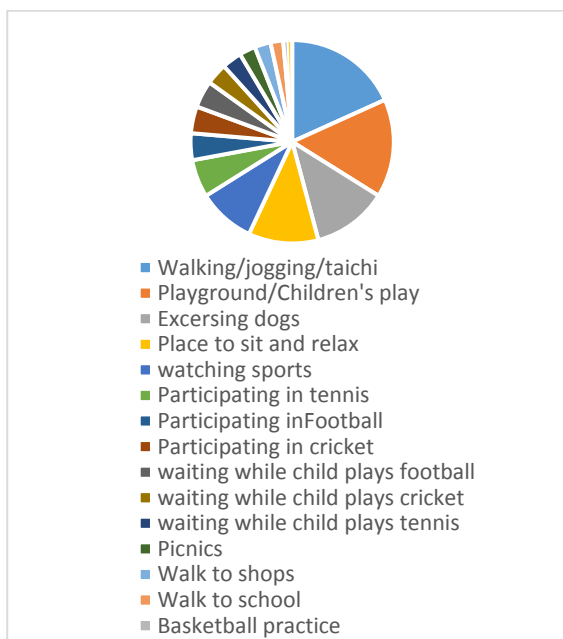 Walking/jogging/taichi
Playground/Children's play
Excersing dogs
Place to sit and relax
watching sports
Participating in tennis
Participating inFootball
Participating in cricket
waiting while child plays football
waiting while child plays cricket
waiting while child plays tennis
Picnics
Walk to shops
Walk to school
Basketball practice